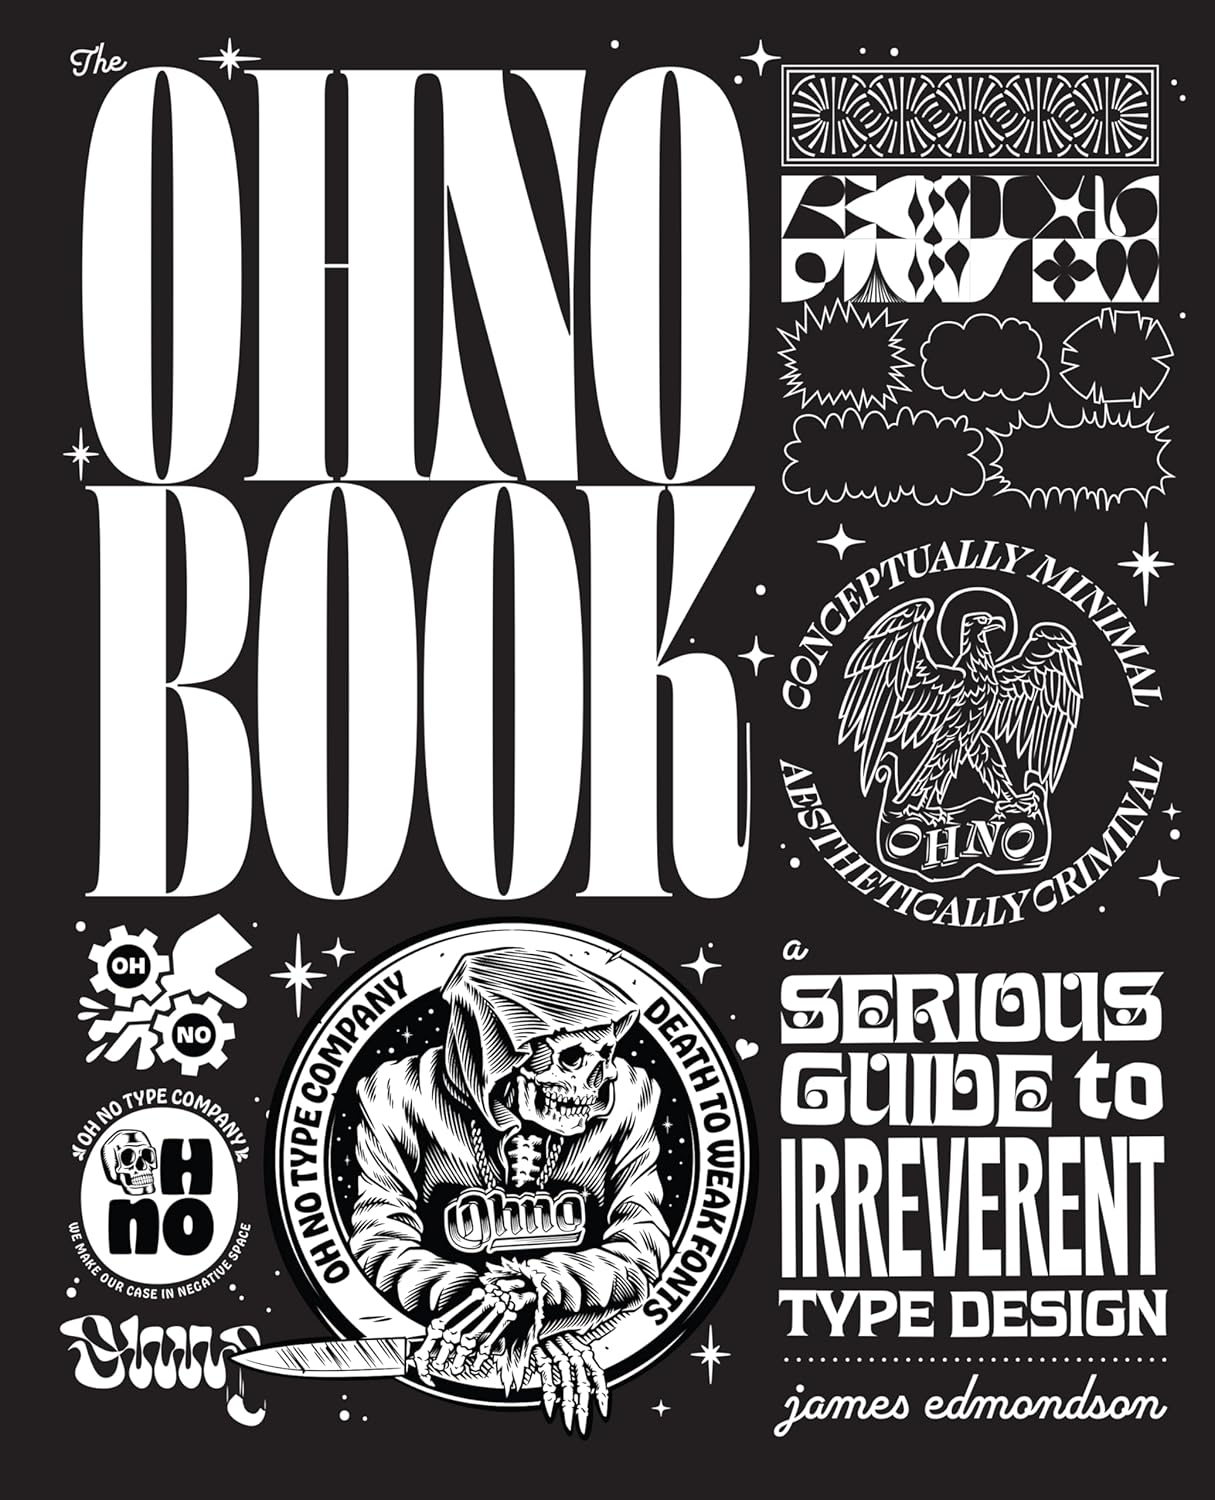 The
OHNO
BOOK
CONCEPTUALLY MINIMAL
OHNO
AESTHETICALLY CRIMINAL
OH
NO
OH NO TYPE COMPANY
OH
NO
WE MAKE OUR CASE IN NEGATIVE SPACE
OH NO TYPE COMPANY
DEATH TO WEAK FONTS
Ohno
a
SERIOUS
GUIDE to
IRREVERENT
TYPE DESIGN
james edmondson